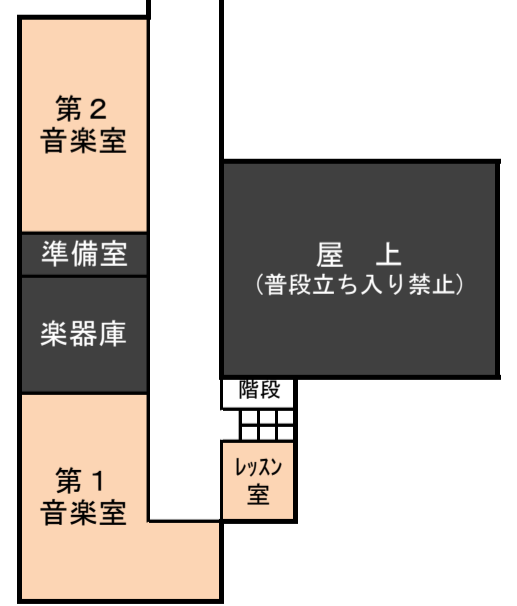 第２
音楽室
準備室
楽器庫
第１
音楽室
屋　上
(普段立ち入り禁止)
階段
ﾚｯｽﾝ
室